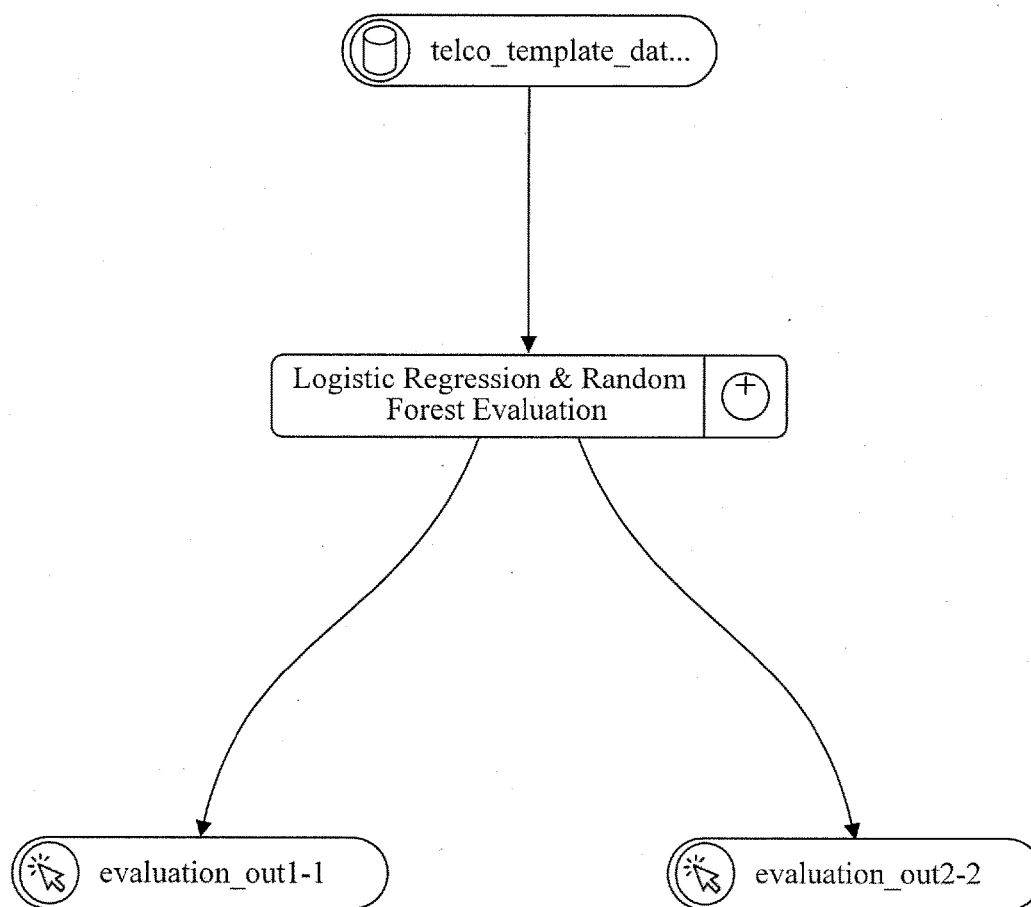 telco_template_dat...
Logistic Regression & Random
Forest Evaluation
evaluation_out1-1
evaluation_out2-2